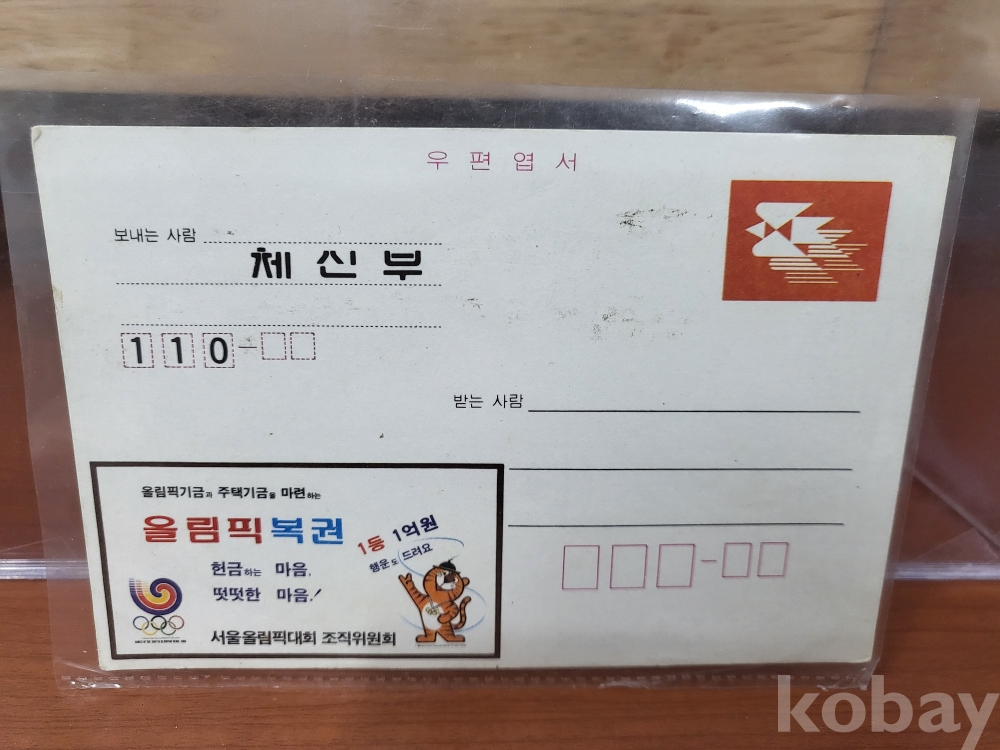 우편엽서
보내는 사람
체신부
110-
받는 사람
올림픽기금과 주택기금을 마련하는
올림픽복권
1등 1억원
행운도 드려요
헌금하는 마음,
떳떳한 마음!
서울올림픽대회 조직위원회
kobay